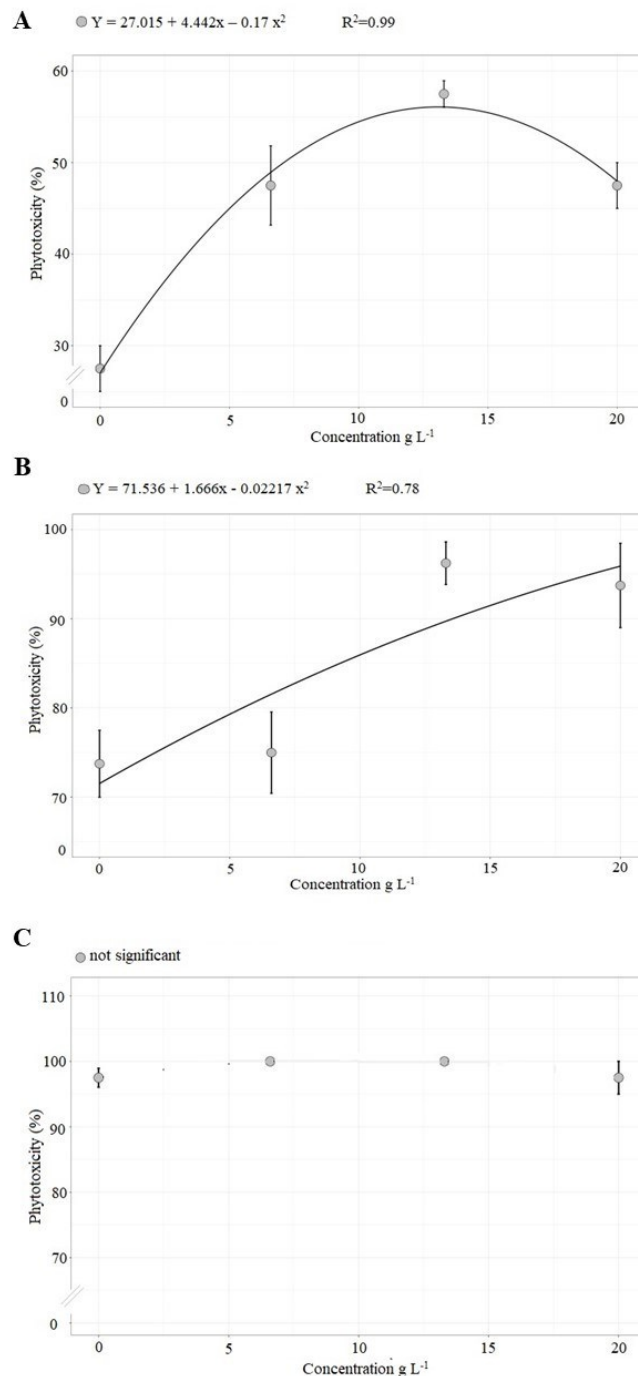 A
Y = 27.015 + 4.442x – 0.17 x² R²=0.99
60
50
40
30
0
Phytotoxicity (%)
0 5 10 15 20
Concentration g L⁻¹
B
Y = 71.536 + 1.666x - 0.02217 x² R²=0.78
100
90
80
70
0
Phytotoxicity (%)
0 5 10 15 20
Concentration g L⁻¹
C
not significant
110
100
90
80
70
0
Phytotoxicity (%)
0 5 10 15 20
Concentration g L⁻¹